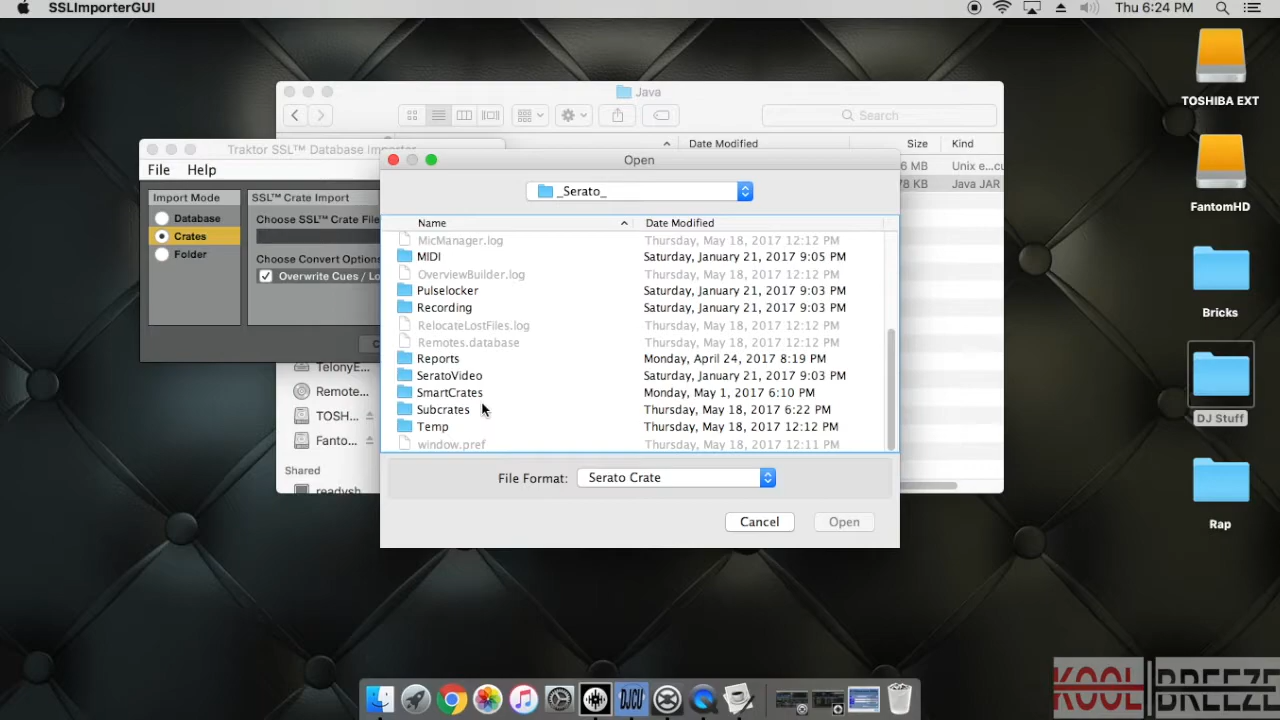 SSLImporterGUI
Thu 6:24 PM
TOSHIBA EXT
FantomHD
Bricks
DJ Stuff
Rap
Java
Search
Date Modified
Size
Kind
MB
Unix e...cu
78 KB
Java JAR
TelonyE...
Remote...
TOSH...
Fanto...
Shared
readysh
Traktor SSL™ Database Importer
File
Help
Import Mode
Database
Crates
Folder
SSL™ Crate Import
Choose SSL™ Crate File
Choose Convert Options
Overwrite Cues / Lo
Open
_Serato_
Name
Date Modified
MicManager.log
Thursday, May 18, 2017 12:12 PM
MIDI
Saturday, January 21, 2017 9:05 PM
OverviewBuilder.log
Thursday, May 18, 2017 12:12 PM
Pulselocker
Saturday, January 21, 2017 9:03 PM
Recording
Saturday, January 21, 2017 9:03 PM
RelocateLostFiles.log
Thursday, May 18, 2017 12:12 PM
Remotes.database
Thursday, May 18, 2017 12:12 PM
Reports
Monday, April 24, 2017 8:19 PM
SeratoVideo
Saturday, January 21, 2017 9:03 PM
SmartCrates
Monday, May 1, 2017 6:10 PM
Subcrates
Thursday, May 18, 2017 6:22 PM
Temp
Thursday, May 18, 2017 12:12 PM
window.pref
Thursday, May 18, 2017 12:11 PM
File Format:
Serato Crate
Cancel
Open
DJCU
KOOL BREEZE